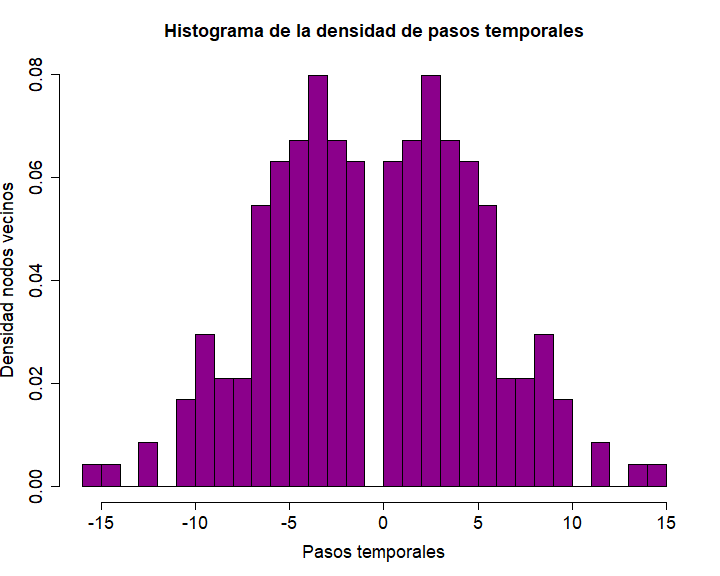 Histograma de la densidad de pasos temporales
Densidad nodos vecinos
0.08
0.06
0.04
0.02
0.00
-15 -10 -5 0 5 10 15
Pasos temporales